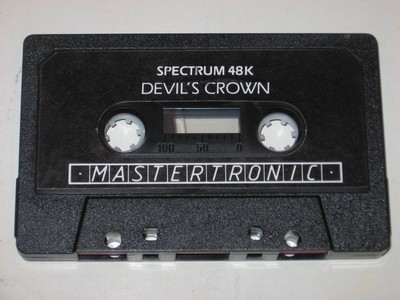 SPECTRUM 48K
DEVIL'S CROWN
100 50 0
· MASTERTRONIC ·